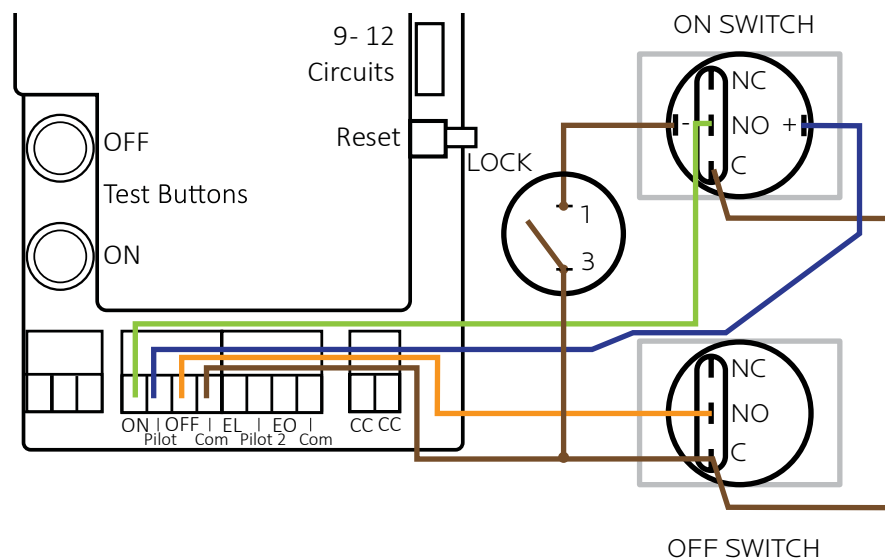 ON SWITCH
9- 12
Circuits
NC
- NO +
C
Reset
LOCK
OFF
Test Buttons
ON
1
3
NC
NO
C
ON OFF EL EO CC CC
Pilot Com Pilot 2 Com
OFF SWITCH